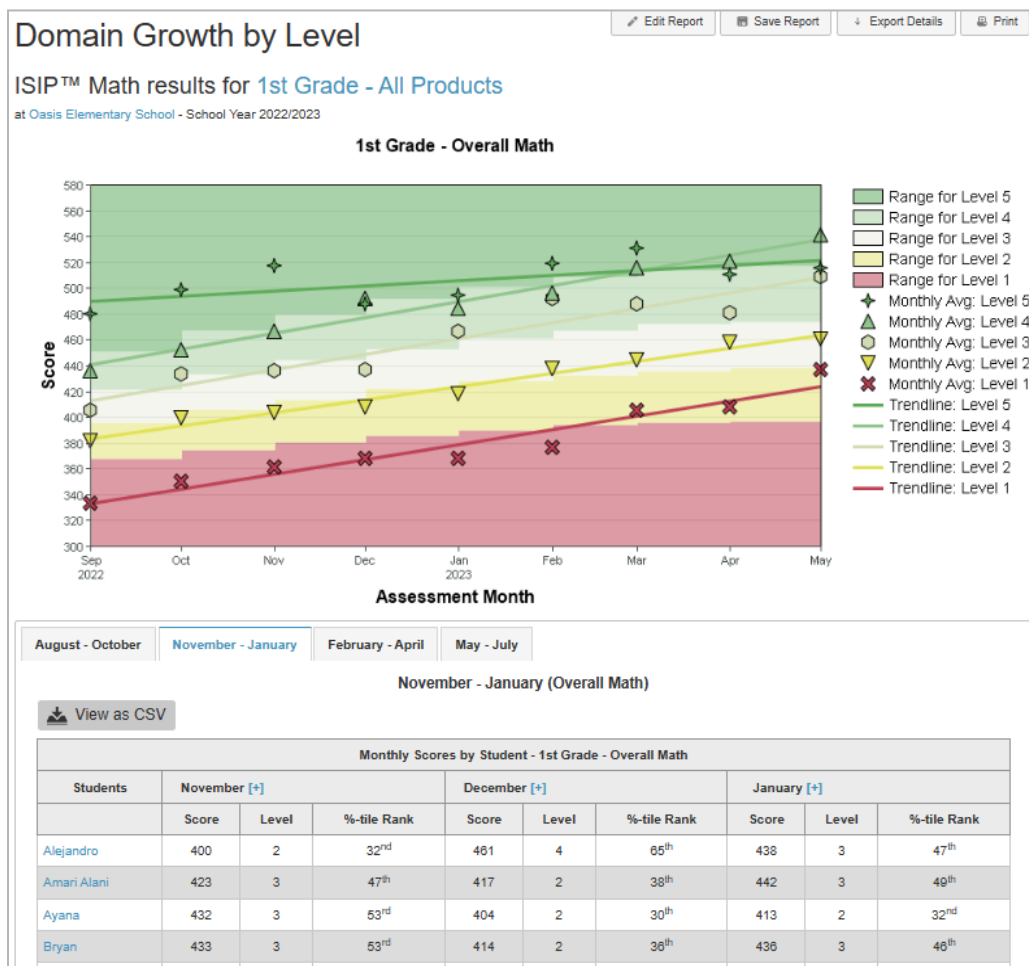 Domain Growth by Level
Edit Report
Save Report
Export Details
Print
ISIP™ Math results for 1st Grade - All Products
at Oasis Elementary School - School Year 2022/2023
1st Grade - Overall Math
580
560
540
520
500
480
460
440
420
400
380
360
340
320
300
Score
Sep 2022
Oct
Nov
Dec
Jan 2023
Feb
Mar
Apr
May
Assessment Month
Range for Level 5
Range for Level 4
Range for Level 3
Range for Level 2
Range for Level 1
Monthly Avg: Level 5
Monthly Avg: Level 4
Monthly Avg: Level 3
Monthly Avg: Level 2
Monthly Avg: Level 1
Trendline: Level 5
Trendline: Level 4
Trendline: Level 3
Trendline: Level 2
Trendline: Level 1
August - October November - January February - April May - July
November - January (Overall Math)
View as CSV
Monthly Scores by Student - 1st Grade - Overall Math
Students November [+] December [+] January [+]
Score Level %-tile Rank Score Level %-tile Rank Score Level %-tile Rank
Alejandro 400 2 32nd 461 4 65th 438 3 47th
Amari Alani 423 3 47th 417 2 38th 442 3 49th
Ayana 432 3 53rd 404 2 30th 413 2 32nd
Bryan 433 3 53rd 414 2 36th 436 3 46th